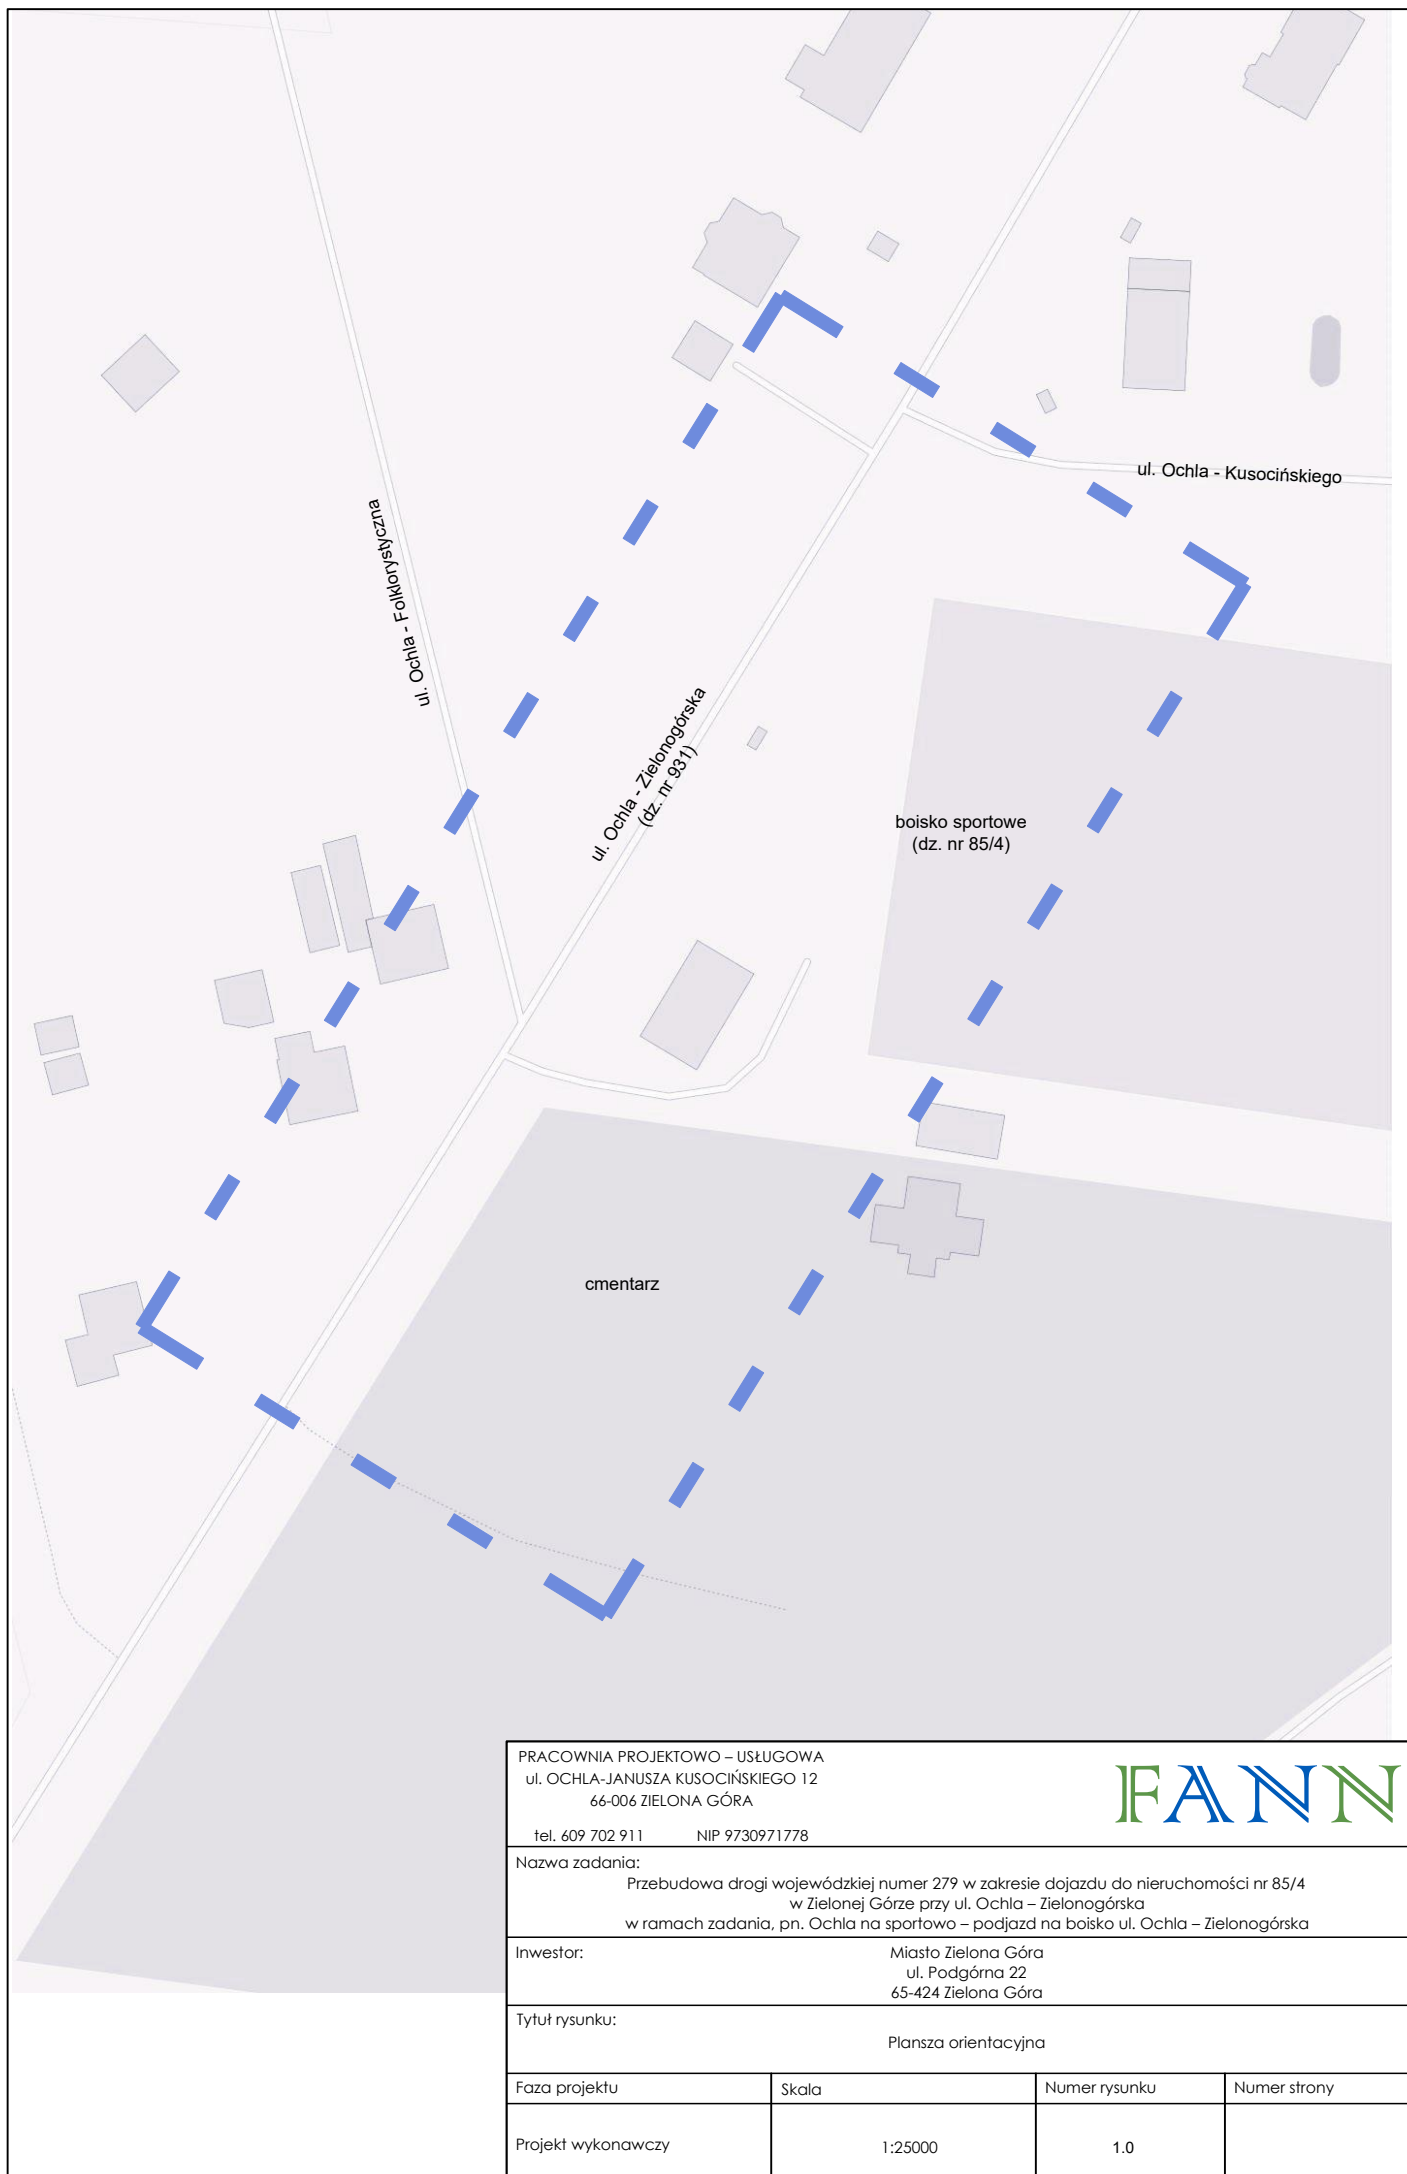 ul. Ochla - Kusocińskiego
ul. Ochla - Folklorystyczna
ul. Ochla - Zielonogórska
(dz. nr 931)
boisko sportowe
(dz. nr 85/4)
cmentarz
PRACOWNIA PROJEKTOWO – USŁUGOWA
ul. OCHLA-JANUSZA KUSOCIŃSKIEGO 12
66-006 ZIELONA GÓRA
tel. 609 702 911 NIP 9730971778
FANN
Nazwa zadania:
Przebudowa drogi wojewódzkiej numer 279 w zakresie dojazdu do nieruchomości nr 85/4
w Zielonej Górze przy ul. Ochla – Zielonogórska
w ramach zadania, pn. Ochla na sportowo – podjazd na boisko ul. Ochla – Zielonogórska
Inwestor:
Miasto Zielona Góra
ul. Podgórna 22
65-424 Zielona Góra
Tytuł rysunku:
Plansza orientacyjna
Faza projektu Skala Numer rysunku Numer strony
Projekt wykonawczy 1:25000 1.0